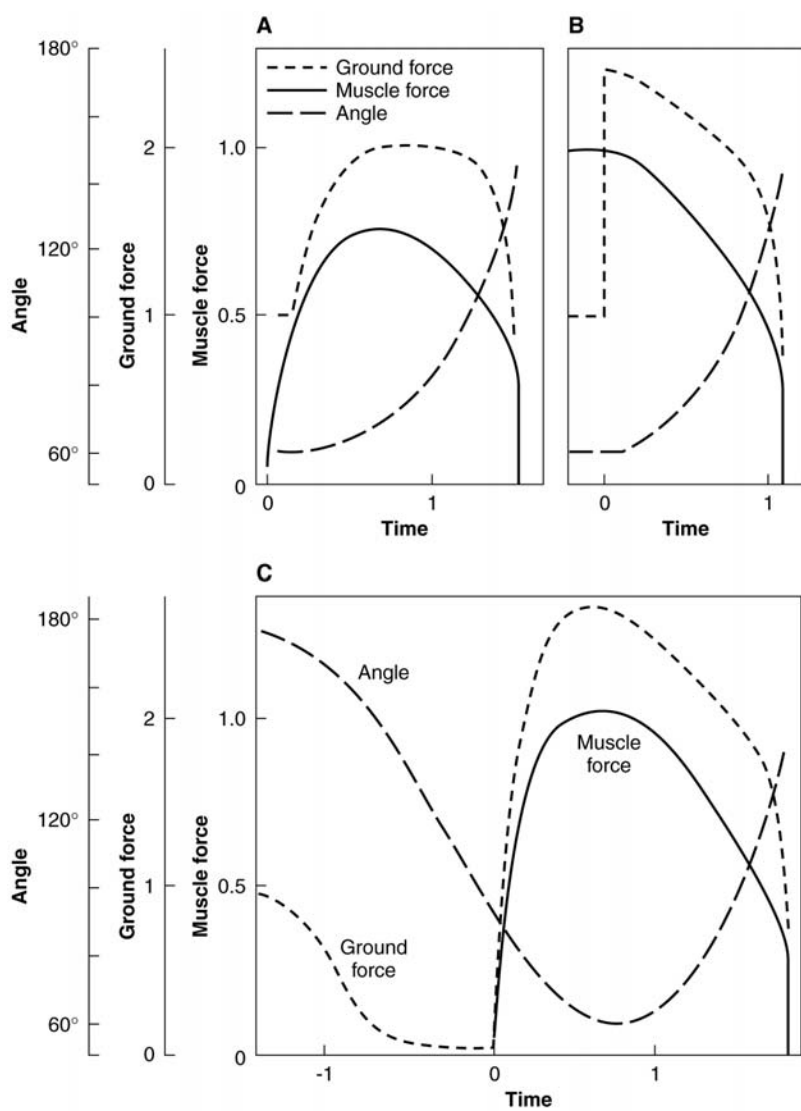 A
B
180°
Ground force
Muscle force
Angle
2
1.0
120°
Angle
Ground force
Muscle force
1
0.5
60°
0
0
0
1
0
1
Time
Time
C
180°
Angle
2
1.0
Muscle
force
120°
Angle
Ground force
Muscle force
1
0.5
Ground
force
60°
0
0
-1
0
1
Time